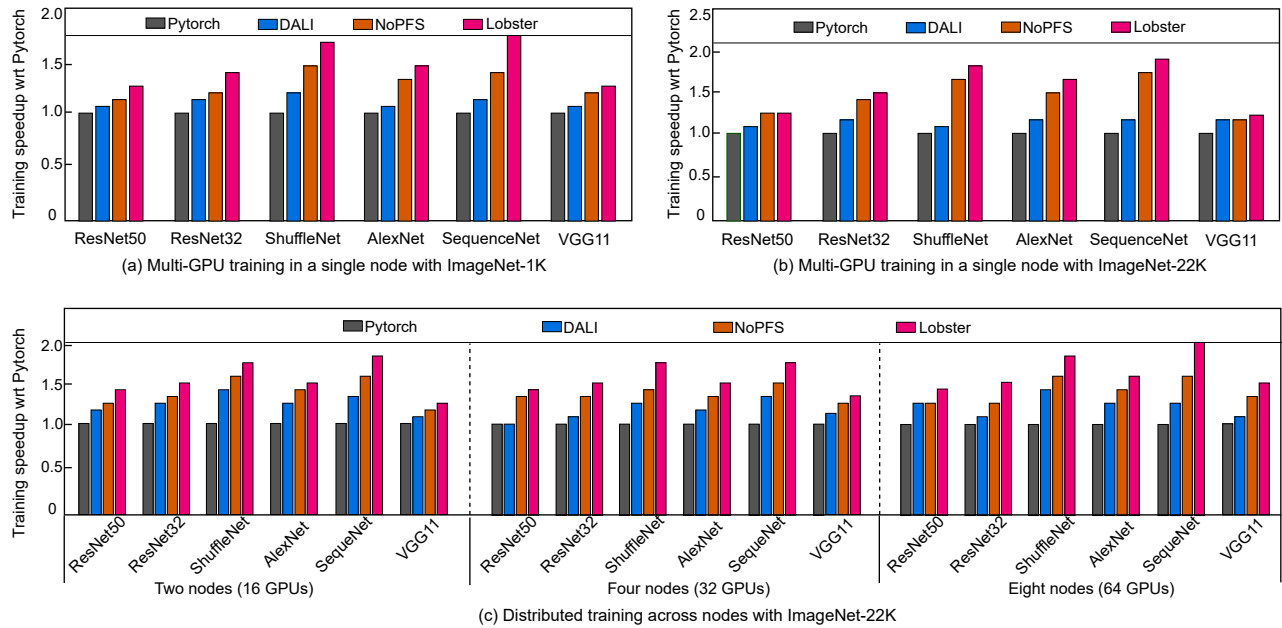 Training speedup wrt Pytorch
2.0
1.5
1.0
0.5
0
Pytorch DALI NoPFS Lobster
ResNet50 ResNet32 ShuffleNet AlexNet SequenceNet VGG11
(a) Multi-GPU training in a single node with ImageNet-1K
Training speedup wrt Pytorch
2.5
2.0
1.5
1.0
0.5
0
Pytorch DALI NoPFS Lobster
ResNet50 ResNet32 ShuffleNet AlexNet SequenceNet VGG11
(b) Multi-GPU training in a single node with ImageNet-22K
Training speedup wrt Pytorch
2.0
1.5
1.0
0.5
0
Pytorch DALI NoPFS Lobster
ResNet50 ResNet32 ShuffleNet AlexNet SequeNet VGG11
ResNet50 ResNet32 ShuffleNet AlexNet SequeNet VGG11
ResNet50 ResNet32 ShuffleNet AlexNet SequeNet VGG11
Two nodes (16 GPUs) Four nodes (32 GPUs) Eight nodes (64 GPUs)
(c) Distributed training across nodes with ImageNet-22K